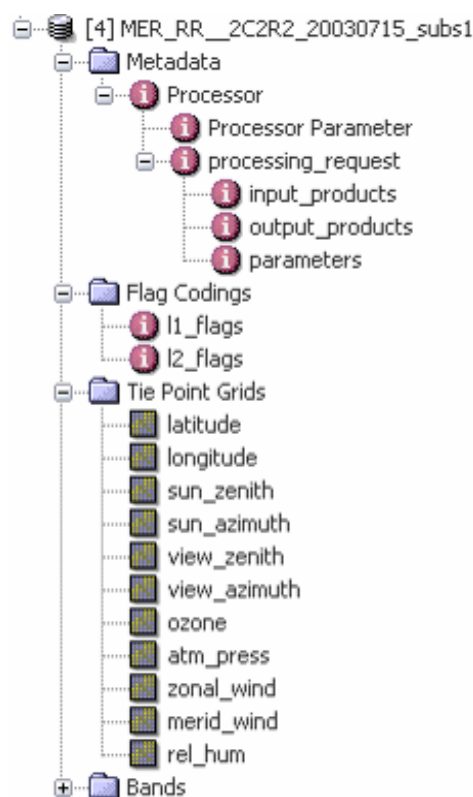 [4] MER_RR__2C2R2_20030715_subs1
Metadata
Processor
Processor Parameter
processing_request
input_products
output_products
parameters
Flag Codings
l1_flags
l2_flags
Tie Point Grids
latitude
longitude
sun_zenith
sun_azimuth
view_zenith
view_azimuth
ozone
atm_press
zonal_wind
merid_wind
rel_hum
Bands